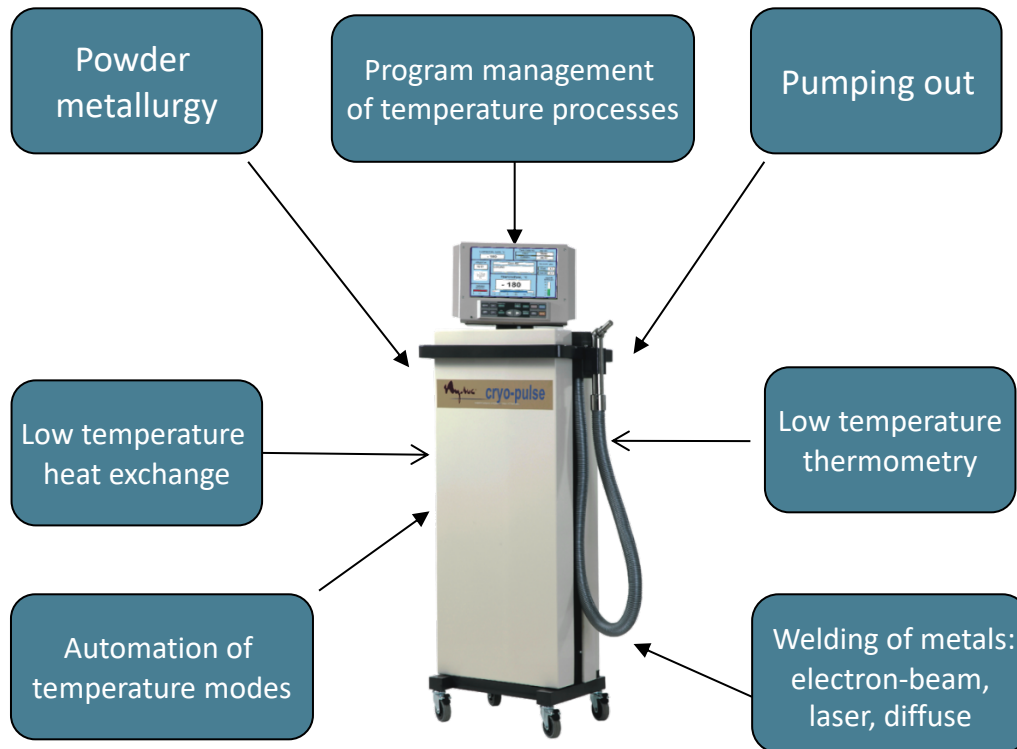 Powder
metallurgy
Program management
of temperature processes
Pumping out
- 180
cryo-pulse
Low temperature
heat exchange
Low temperature
thermometry
Automation of
temperature modes
Welding of metals:
electron-beam,
laser, diffuse